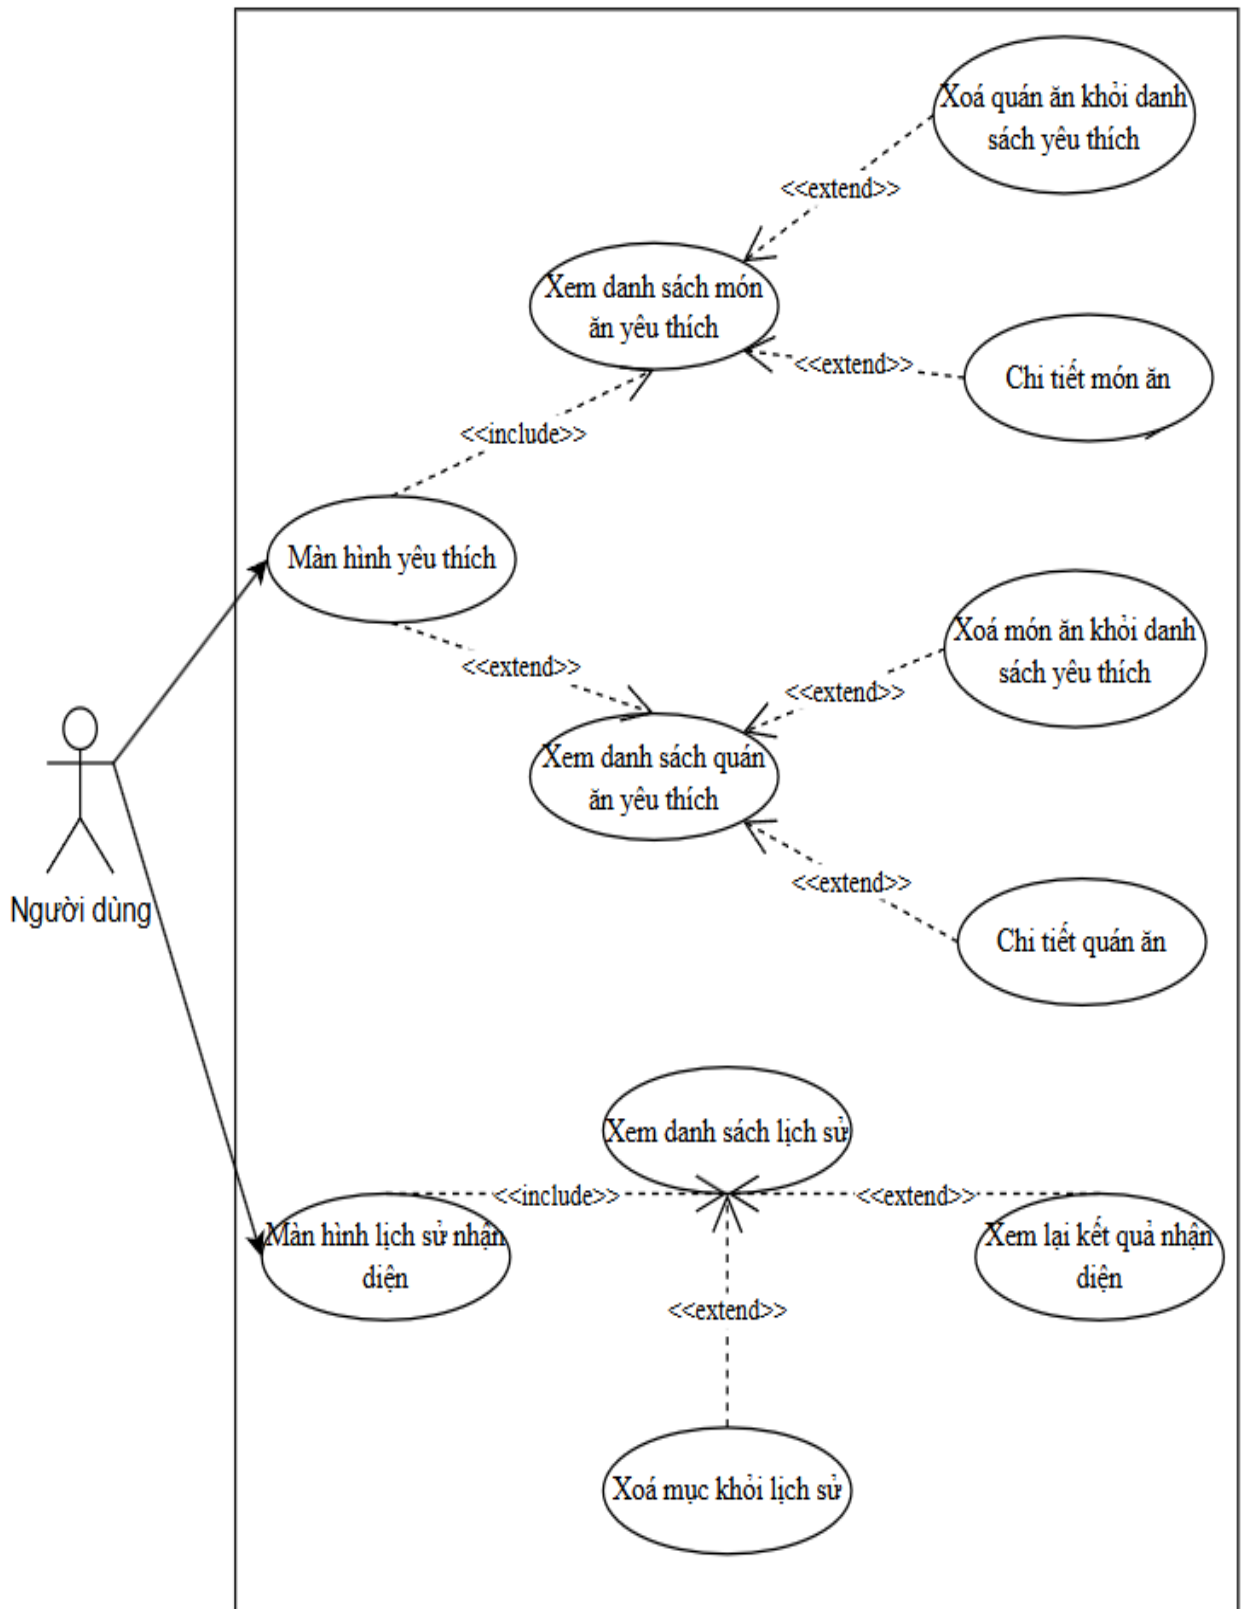 Xoá quán ăn khỏi danh
sách yêu thích
<<extend>>
Xem danh sách món
ăn yêu thích
<<extend>>
Chi tiết món ăn
<<include>>
Màn hình yêu thích
<<extend>>
Xoá món ăn khỏi danh
sách yêu thích
<<extend>>
Xem danh sách quán
ăn yêu thích
<<extend>>
Chi tiết quán ăn
Người dùng
Xem danh sách lịch sử
<<include>>
<<extend>>
Màn hình lịch sử nhận
diện
Xem lại kết quả nhận
diện
<<extend>>
Xoá mục khỏi lịch sử